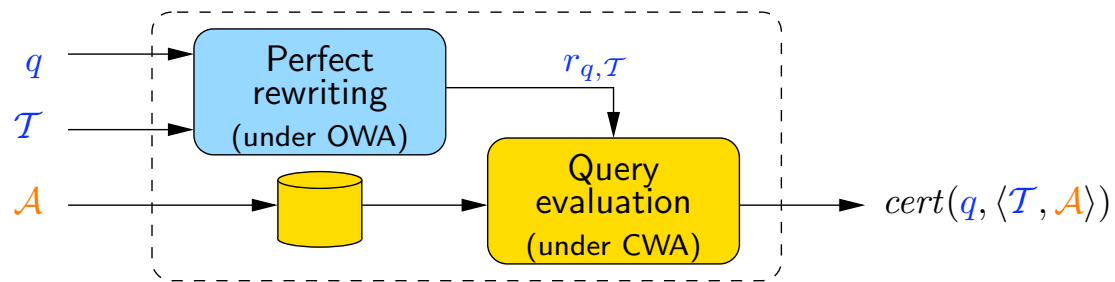 q
𝒯
𝒜
Perfect
rewriting
(under OWA)
r_{q,𝒯}
Query
evaluation
(under CWA)
cert(q, ⟨𝒯, 𝒜⟩)